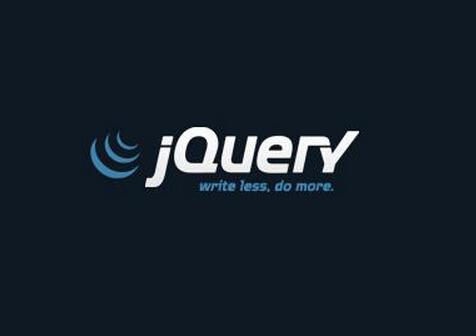 jQuery
write less, do more.